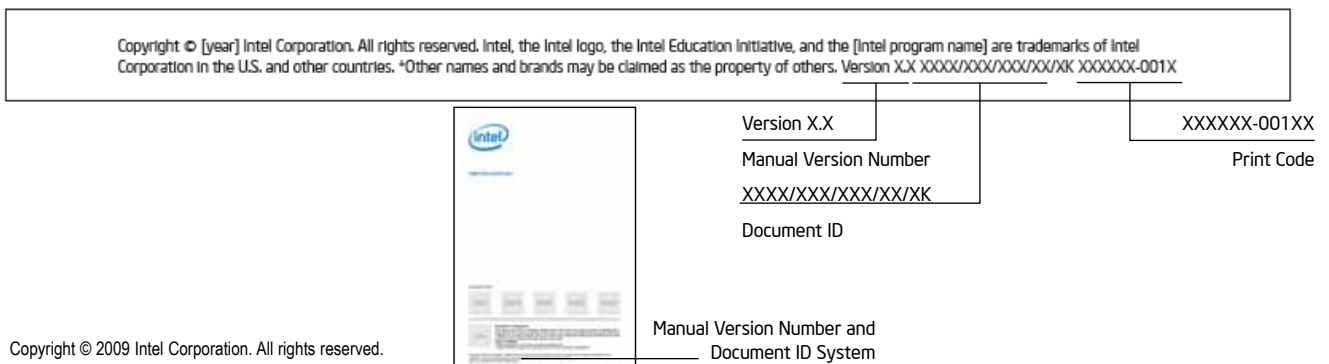 Copyright © [year] Intel Corporation. All rights reserved. Intel, the Intel logo, the Intel Education Initiative, and the [Intel program name] are trademarks of Intel
Corporation in the U.S. and other countries. *Other names and brands may be claimed as the property of others. Version X.X XXXX/XXX/XXX/XX/XK XXXXXX-001X
Version X.X
Manual Version Number
XXXX/XXX/XXX/XX/XK
Document ID
XXXXXX-001XX
Print Code
intel
Manual Version Number and
Document ID System
Copyright © 2009 Intel Corporation. All rights reserved.